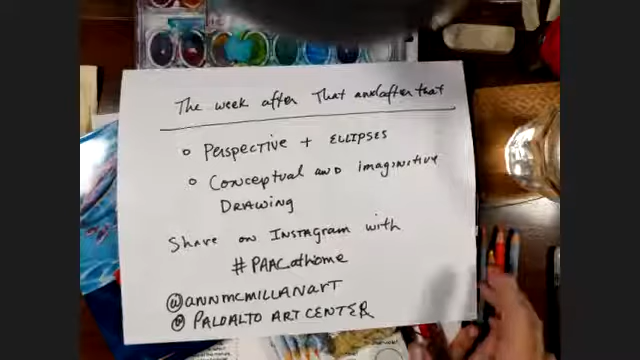 The week after That and after that
o Perspective + ELLIPSES
o Conceptual AND imaginative
DRAWING
Share on INSTAgram with
#PAACathome
@annmcmillanart
@ PALOALTO ART CENTER